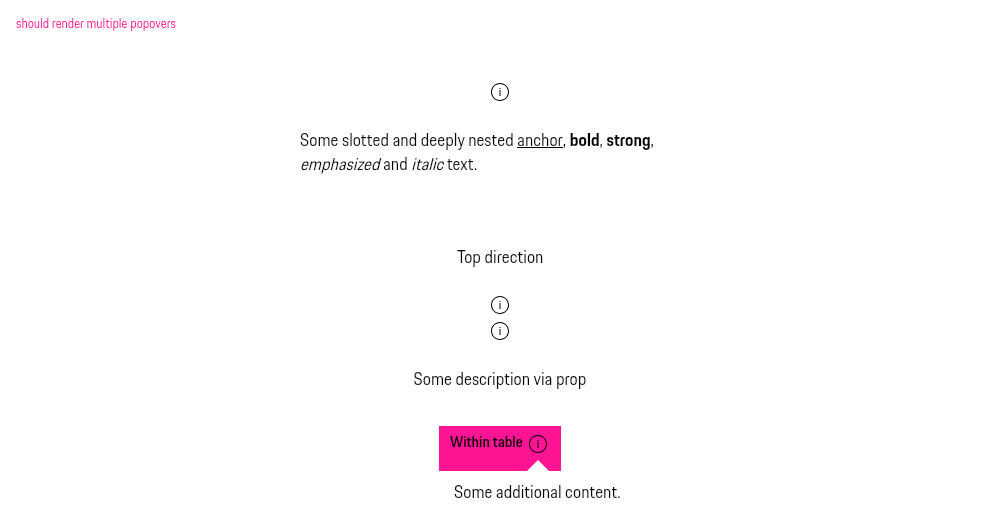 should render multiple popovers
i
Some slotted and deeply nested anchor, bold, strong,
emphasized and italic text.
Top direction
i
i
Some description via prop
Within table i
Some additional content.